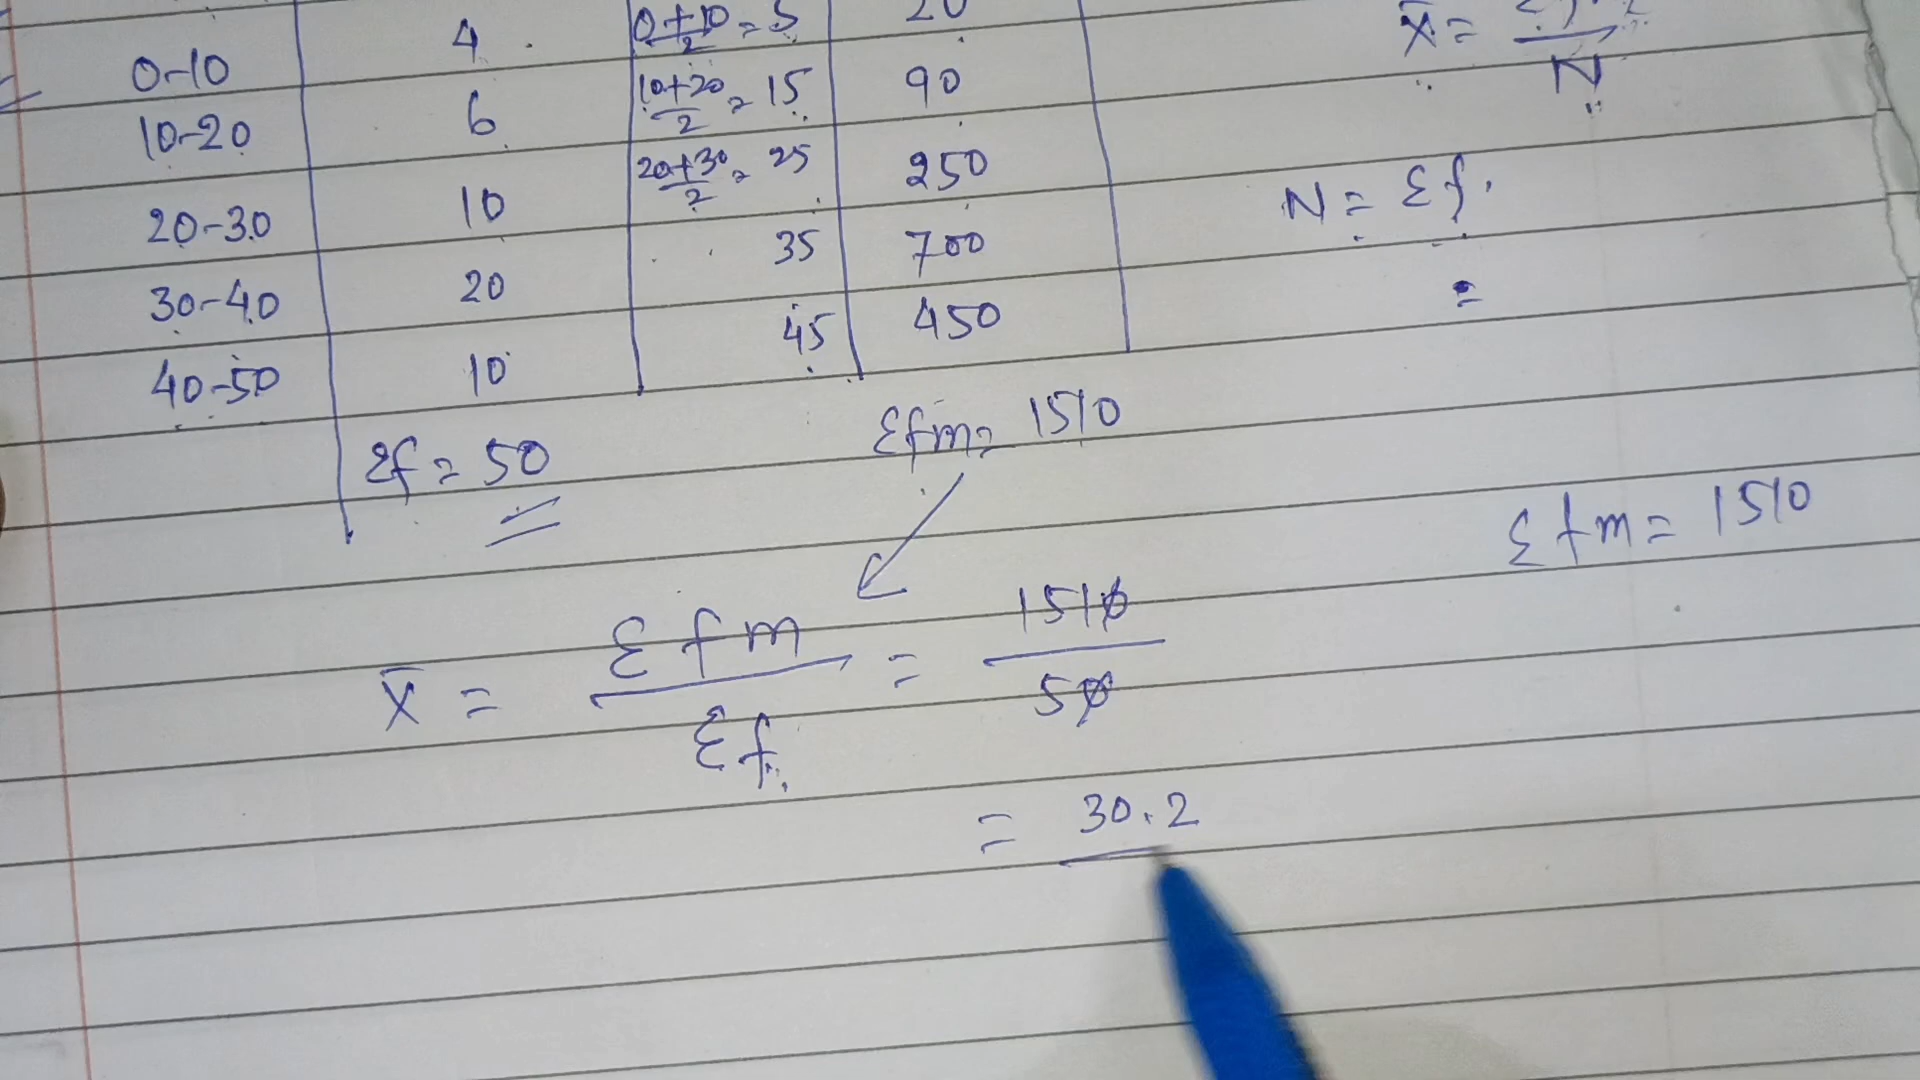 0-10 4 0+10/2 = 5 20
X̄ = /N
10-20 6 10+20/2 = 15 90
20-30 10 20+30/2 = 25 250
N = Σf.
30-40 20 35 700
=
40-50 10 45 450
Σf = 50
Σfm = 1510
Σfm = 1510
X̄ = Σfm/Σf = 1510/50
= 30.2